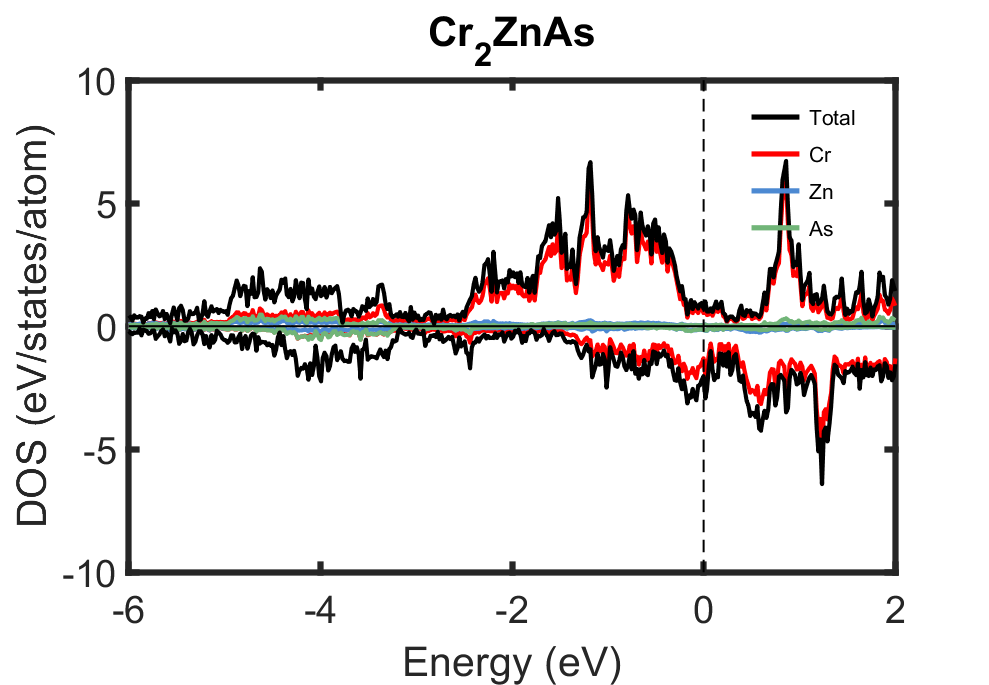 Cr2ZnAs
DOS (eV/states/atom)
10
5
0
-5
-10
Total
Cr
Zn
As
-6 -4 -2 0 2
Energy (eV)